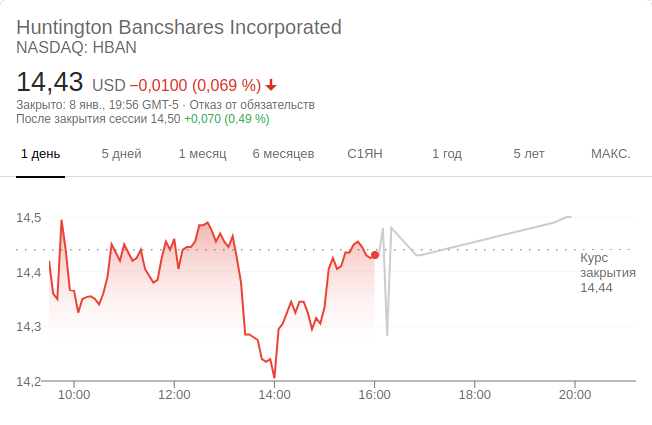 Huntington Bancshares Incorporated
NASDAQ: HBAN
14,43 USD −0,0100 (0,069 %)
Закрыто: 8 янв., 19:56 GMT-5 · Отказ от обязательств
После закрытия сессии 14,50 +0,070 (0,49 %)
1 день 5 дней 1 месяц 6 месяцев С1ЯН 1 год 5 лет МАКС.
14,5
14,4
14,3
14,2
Курс
закрытия
14,44
10:00 12:00 14:00 16:00 18:00 20:00